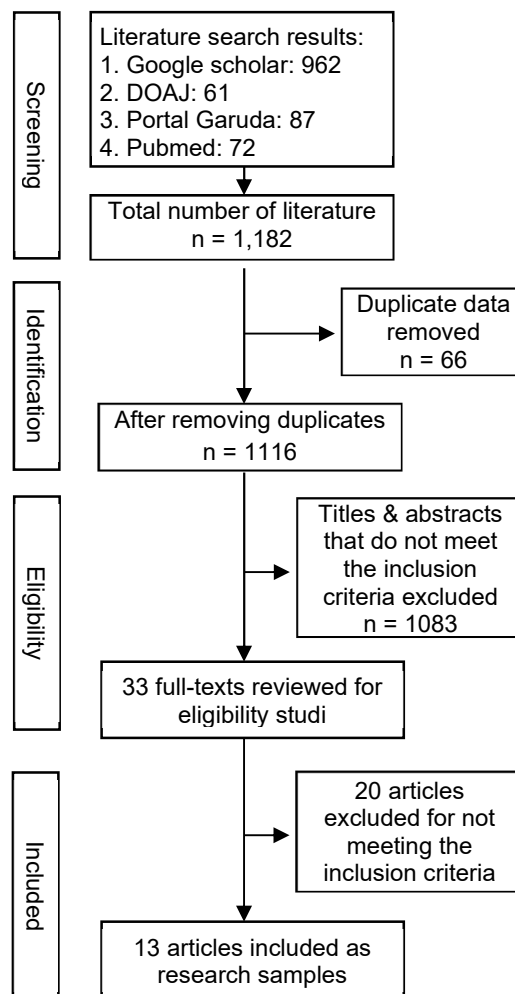 Screening
Literature search results:
1. Google scholar: 962
2. DOAJ: 61
3. Portal Garuda: 87
4. Pubmed: 72
Total number of literature
n = 1,182
Identification
Duplicate data
removed
n = 66
After removing duplicates
n = 1116
Eligibility
Titles & abstracts
that do not meet
the inclusion
criteria excluded
n = 1083
33 full-texts reviewed for
eligibility studi
Included
20 articles
excluded for not
meeting the
inclusion criteria
13 articles included as
research samples